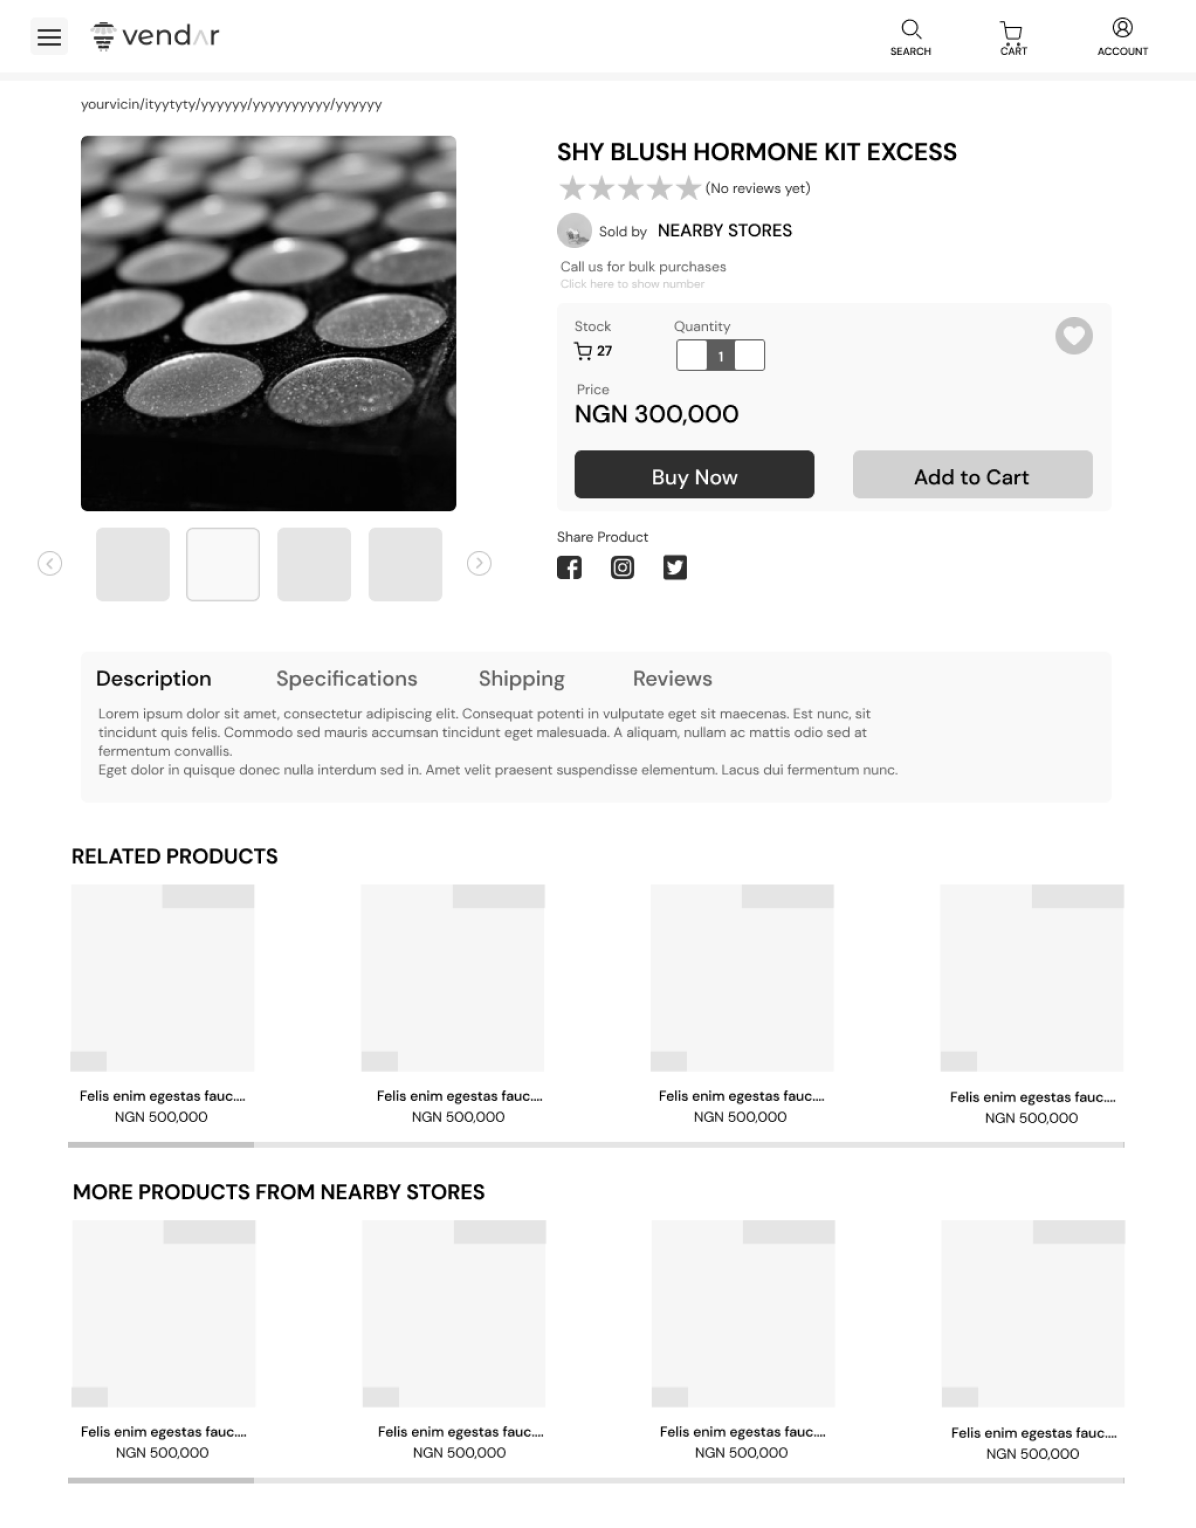 vendʌr
SEARCH
CART
ACCOUNT
yourvicin/ityytyty/yyyyyy/yyyyyyyyyy/yyyyyy
SHY BLUSH HORMONE KIT EXCESS
(No reviews yet)
Sold by NEARBY STORES
Call us for bulk purchases
Click here to show number
Stock
Quantity
27
1
Price
NGN 300,000
Buy Now
Add to Cart
Share Product
Description
Specifications
Shipping
Reviews
Lorem ipsum dolor sit amet, consectetur adipiscing elit. Consequat potenti in vulputate eget sit maecenas. Est nunc, sit
tincidunt quis felis. Commodo sed mauris accumsan tincidunt eget malesuada. A aliquam, nullam ac mattis odio sed at
fermentum convallis.
Eget dolor in quisque donec nulla interdum sed in. Amet velit praesent suspendisse elementum. Lacus dui fermentum nunc.
RELATED PRODUCTS
Felis enim egestas fauc....
NGN 500,000
Felis enim egestas fauc....
NGN 500,000
Felis enim egestas fauc....
NGN 500,000
Felis enim egestas fauc....
NGN 500,000
MORE PRODUCTS FROM NEARBY STORES
Felis enim egestas fauc....
NGN 500,000
Felis enim egestas fauc....
NGN 500,000
Felis enim egestas fauc....
NGN 500,000
Felis enim egestas fauc....
NGN 500,000